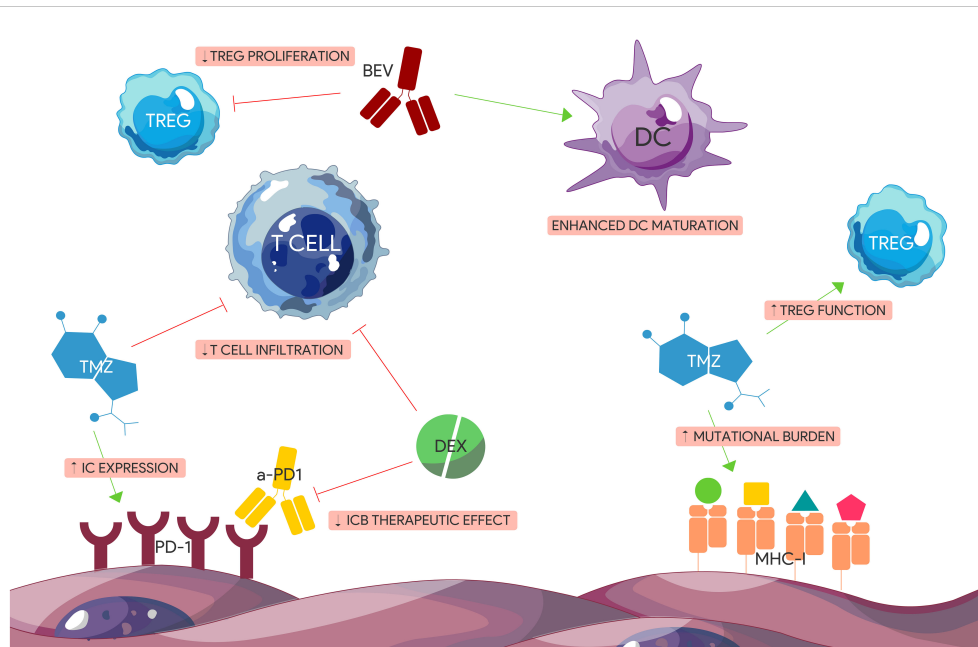 ↓TREG PROLIFERATION
BEV
TREG
DC
T CELL
ENHANCED DC MATURATION
TREG
↑TREG FUNCTION
↓T CELL INFILTRATION
TMZ
TMZ
↑ MUTATIONAL BURDEN
DEX
↑ IC EXPRESSION
a-PD1
↓ ICB THERAPEUTIC EFFECT
PD-1
MHC-I